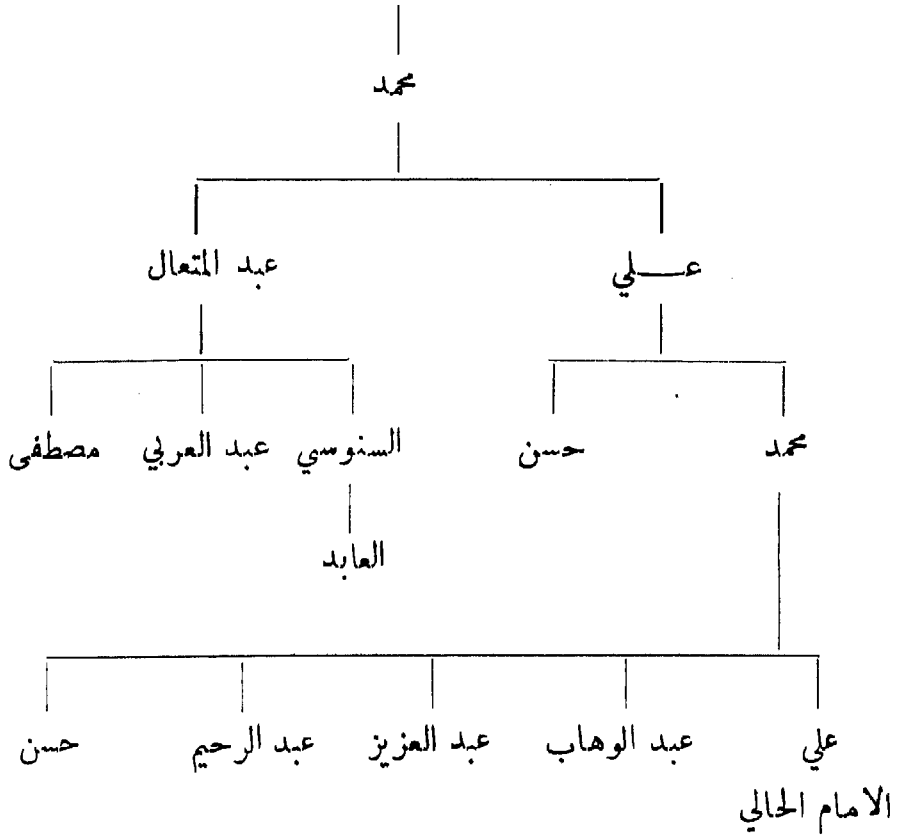 محمد
علي عبد المتعال
محمد حسن السنوسي عبد العربي مصطفى
العابد
علي عبد الوهاب عبد العزيز عبد الرحيم حسن
الامام الحالي